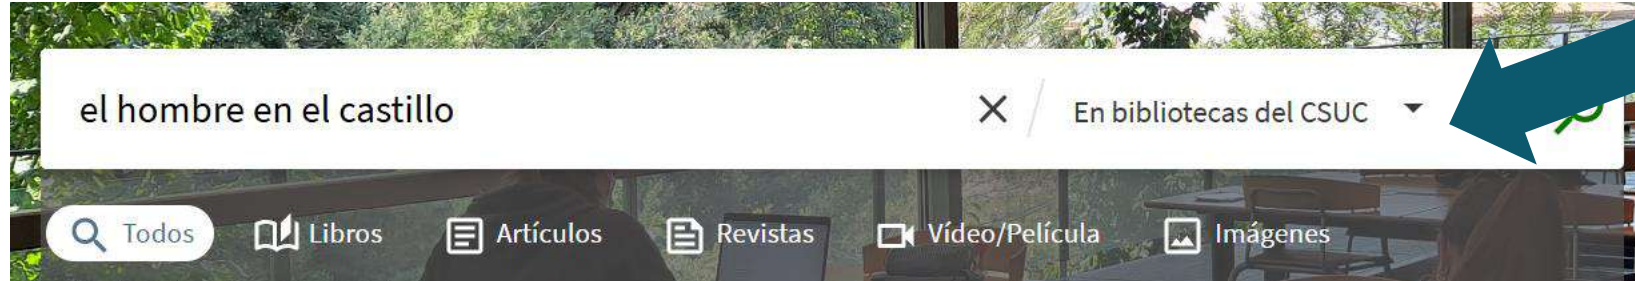 el hombre en el castillo En bibliotecas del CSUC
Todos Libros Artículos Revistas Vídeo/Película Imágenes